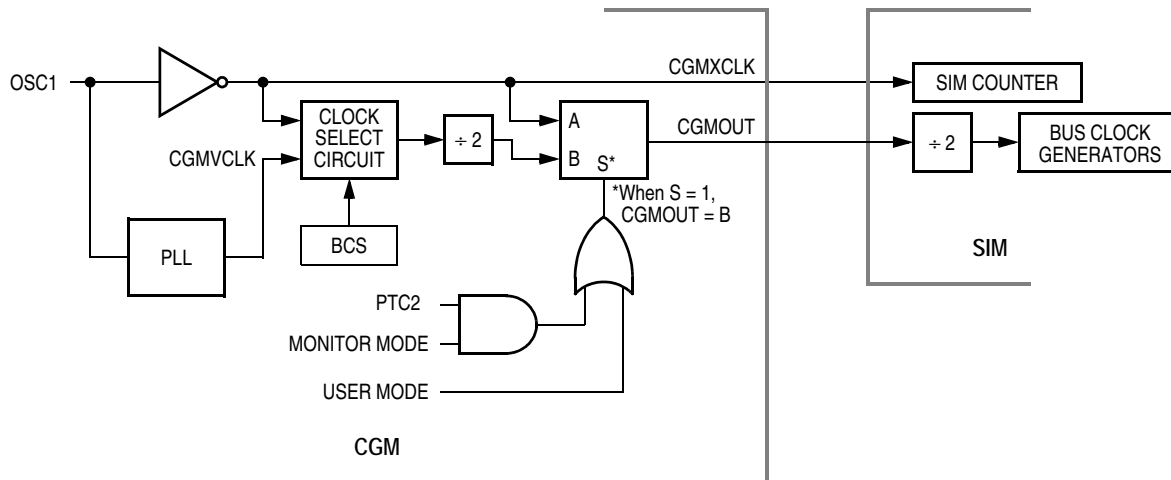 OSC1
CGMXCLK
SIM COUNTER
CLOCK
SELECT
CIRCUIT
÷ 2
A
B
S*
CGMOUT
÷ 2
BUS CLOCK
GENERATORS
CGMVCLK
*When S = 1,
CGMOUT = B
BCS
PLL
SIM
PTC2
MONITOR MODE
USER MODE
CGM